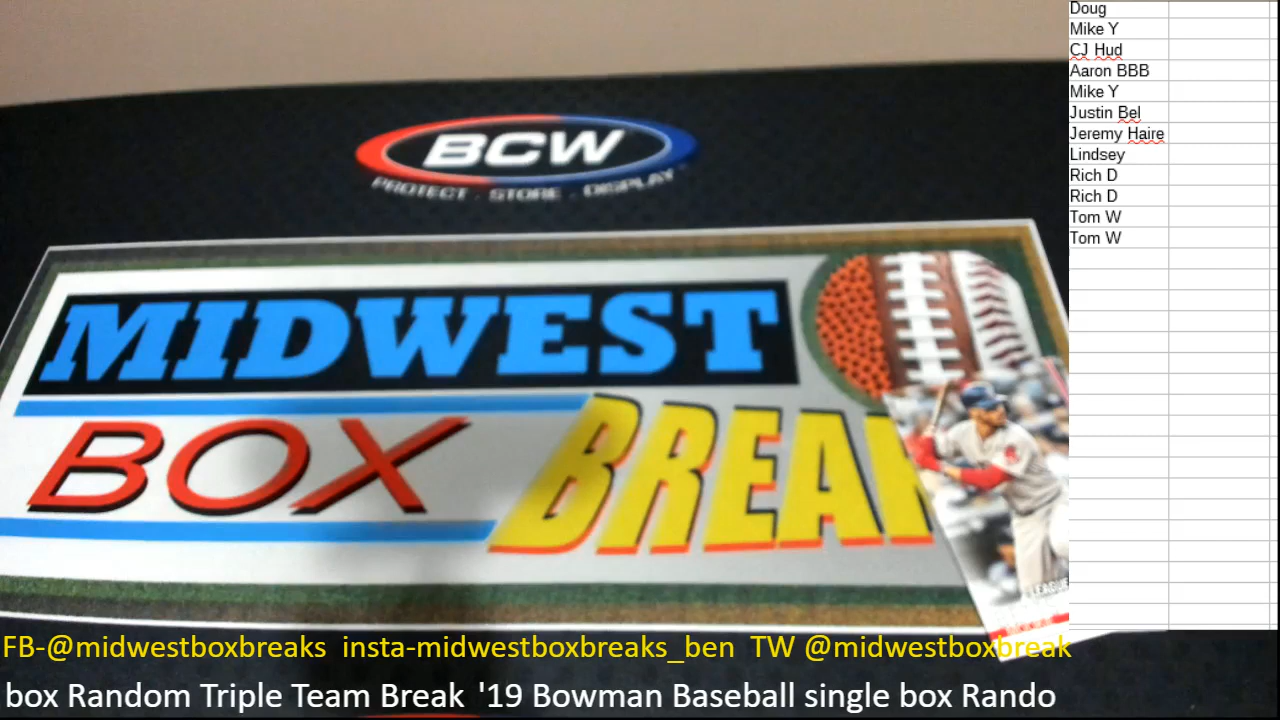 BCW
PROTECT . STORE . DISPLAY
MIDWEST
BOX BREAK
Doug
Mike Y
CJ Hud
Aaron BBB
Mike Y
Justin Bel
Jeremy Haire
Lindsey
Rich D
Rich D
Tom W
Tom W
FB-@midwestboxbreaks insta-midwestboxbreaks_ben TW @midwestboxbreak
box Random Triple Team Break '19 Bowman Baseball single box Rando